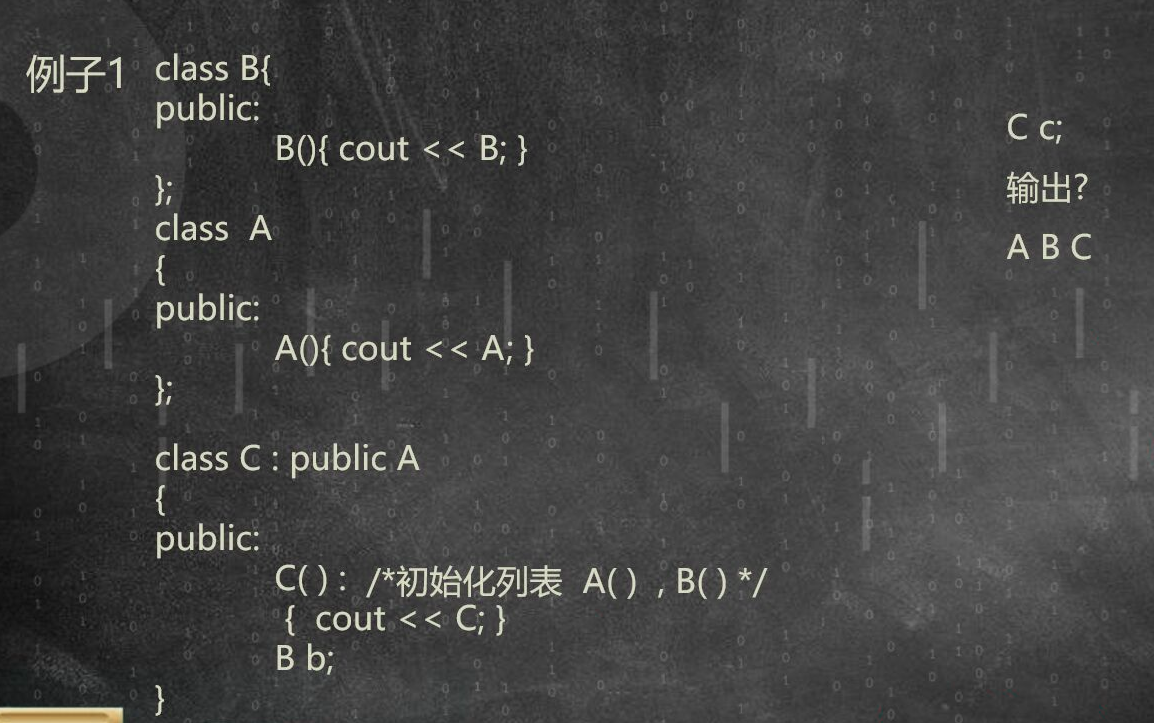 例子1
class B{
public:
B(){ cout << B; }
};
class A
{
public:
A(){ cout << A; }
};
class C : public A
{
public:
C( ) : /*初始化列表 A( ) , B( ) */
{ cout << C; }
B b;
}
C c;
输出?
A B C